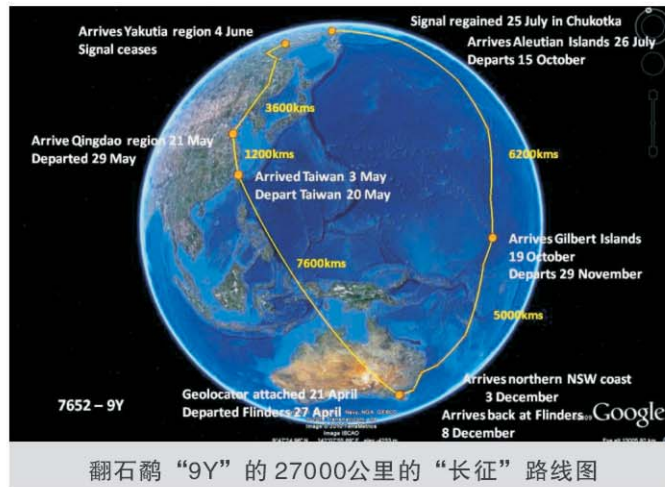 Arrives Yakutia region 4 June
Signal ceases
Signal regained 25 July in Chukotka
Arrives Aleutian Islands 26 July
Departs 15 October
3600kms
Arrive Qingdao region 21 May
Departed 29 May
1200kms
6200kms
Arrived Taiwan 3 May
Depart Taiwan 20 May
Arrives Gilbert Islands
19 October
Departs 29 November
7600kms
5000kms
Arrives northern NSW coast
3 December
Geolocator attached 21 April
Departed Flinders 27 April
7652 – 9Y
Arrives back at Flinders
8 December
Google
翻石鹬“9Y”的27000公里的“长征”路线图